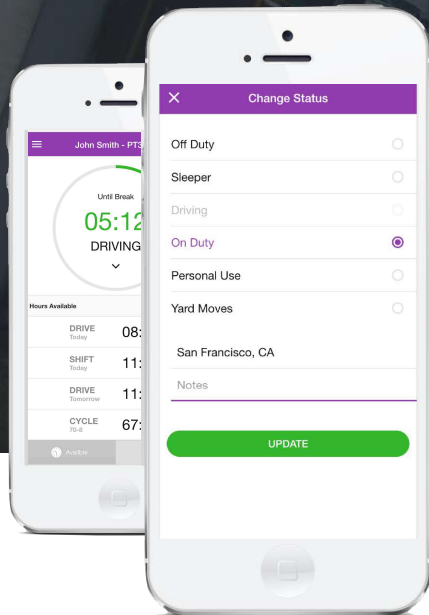 John Smith - PT3
Until Break
05:12
DRIVING
Hours Available
DRIVE 08:
Today
SHIFT 11:
Today
DRIVE 11:
Tomorrow
CYCLE 67:
70-8
Change Status
Off Duty
Sleeper
Driving
On Duty
Personal Use
Yard Moves
San Francisco, CA
Notes
UPDATE